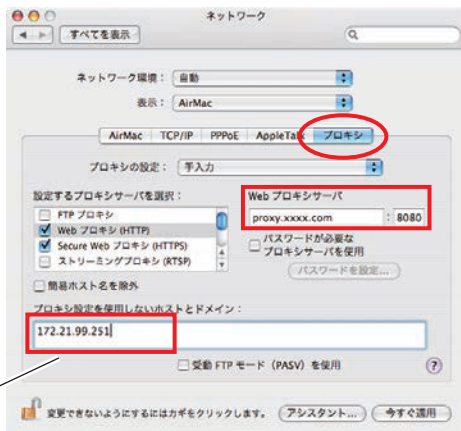 ネットワーク
すべてを表示
ネットワーク環境： 自動
表示： AirMac
AirMac TCP/IP PPPoE AppleTalk プロキシ
プロキシの設定： 手入力
設定するプロキシサーバを選択：
FTP プロキシ
Web プロキシ (HTTP)
Secure Web プロキシ (HTTPS)
ストリーミングプロキシ (RTSP)
Web プロキシサーバ
proxy.xxxx.com : 8080
パスワードが必要な
プロキシサーバを使用
パスワードを設定...
簡易ホスト名を除外
プロキシ設定を使用しないホストとドメイン：
172.21.99.251
受動 FTP モード（PASV）を使用
?
変更できないようにするにはカギをクリックします。 アシスタント... 今すぐ適用